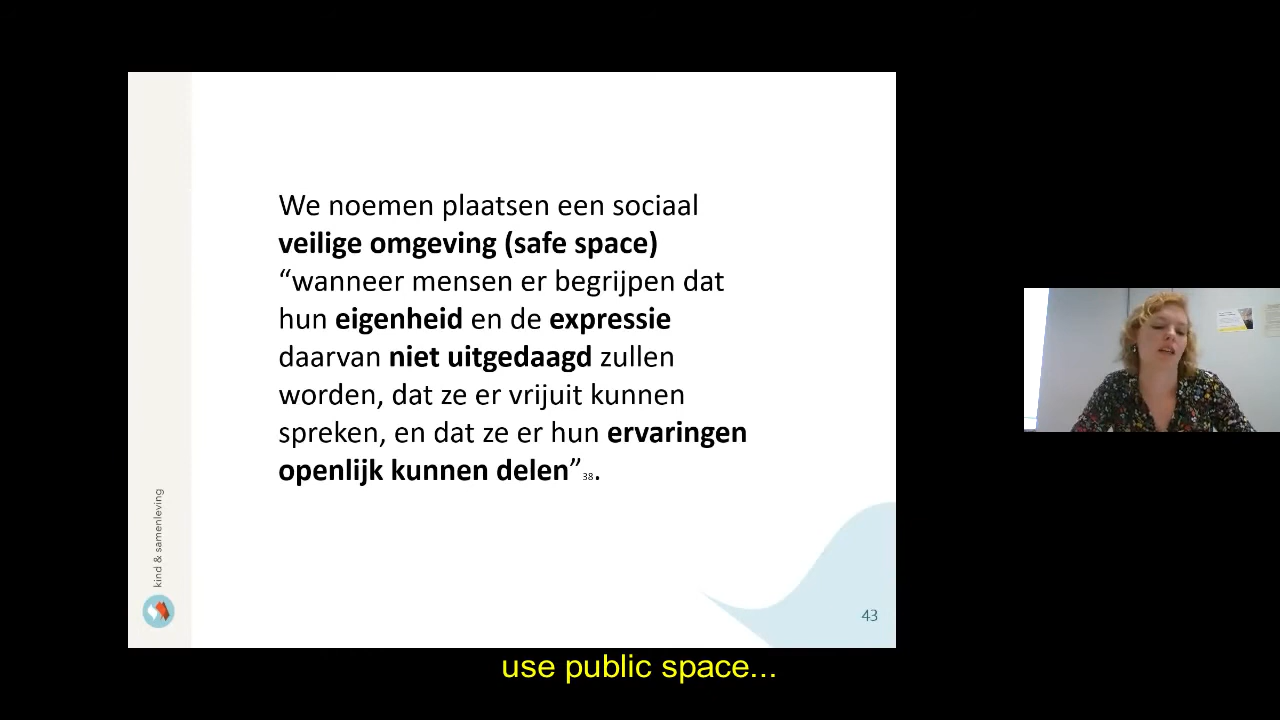 We noemen plaatsen een sociaal
veilige omgeving (safe space)
“wanneer mensen er begrijpen dat
hun eigenheid en de expressie
daarvan niet uitgedaagd zullen
worden, dat ze er vrijuit kunnen
spreken, en dat ze er hun ervaringen
openlijk kunnen delen”38.
kind & samenleving
43
use public space...